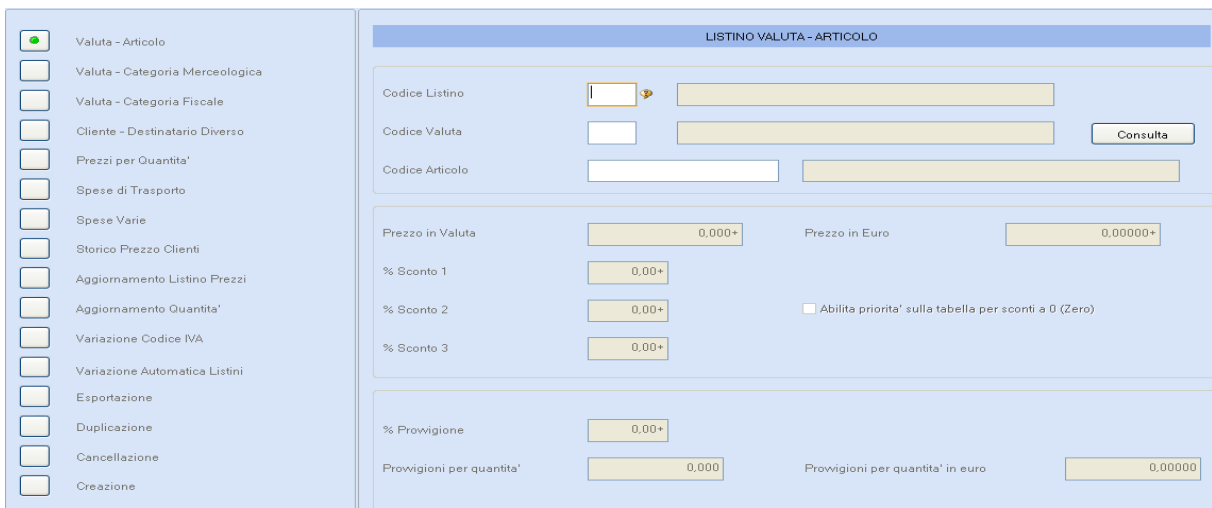 Valuta - Articolo
Valuta - Categoria Merceologica
Valuta - Categoria Fiscale
Cliente - Destinatario Diverso
Prezzi per Quantita'
Spese di Trasporto
Spese Varie
Storico Prezzo Clienti
Aggiornamento Listino Prezzi
Aggiornamento Quantita'
Variazione Codice IVA
Variazione Automatica Listini
Esportazione
Duplicazione
Cancellazione
Creazione
LISTINO VALUTA - ARTICOLO
Codice Listino
Codice Valuta
Consulta
Codice Articolo
Prezzo in Valuta 0,000+ Prezzo in Euro 0,00000+
% Sconto 1 0,00+
% Sconto 2 0,00+ Abilita priorita' sulla tabella per sconti a 0 (Zero)
% Sconto 3 0,00+
% Provvigione 0,00+
Provvigioni per quantita' 0,000 Provvigioni per quantita' in euro 0,00000